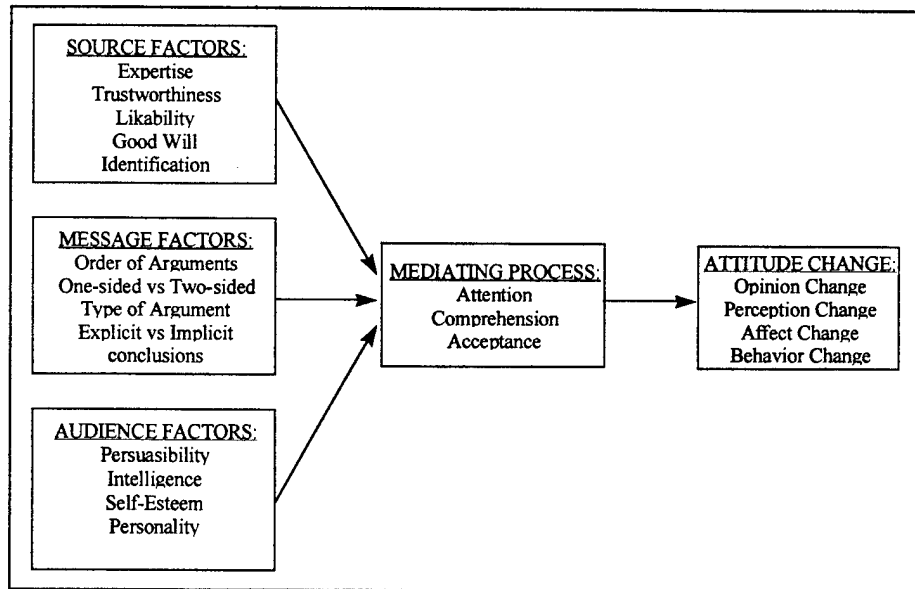 SOURCE FACTORS:
Expertise
Trustworthiness
Likability
Good Will
Identification
MESSAGE FACTORS:
Order of Arguments
One-sided vs Two-sided
Type of Argument
Explicit vs Implicit
conclusions
AUDIENCE FACTORS:
Persuasibility
Intelligence
Self-Esteem
Personality
MEDIATING PROCESS:
Attention
Comprehension
Acceptance
ATTITUDE CHANGE:
Opinion Change
Perception Change
Affect Change
Behavior Change